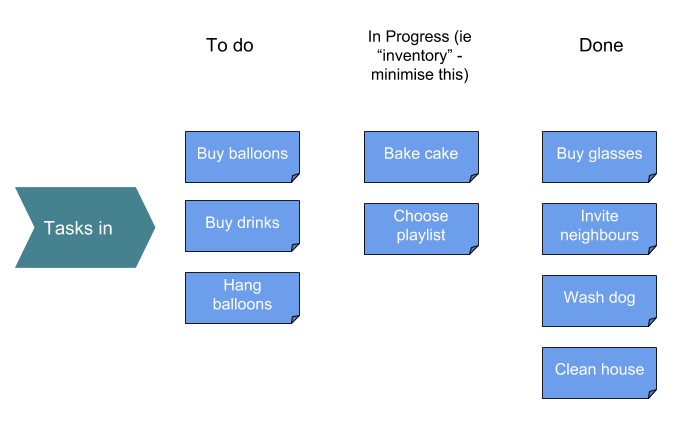 To do
In Progress (ie
“inventory” -
minimise this)
Done
Tasks in
Buy balloons
Buy drinks
Hang
balloons
Bake cake
Choose
playlist
Buy glasses
Invite
neighbours
Wash dog
Clean house